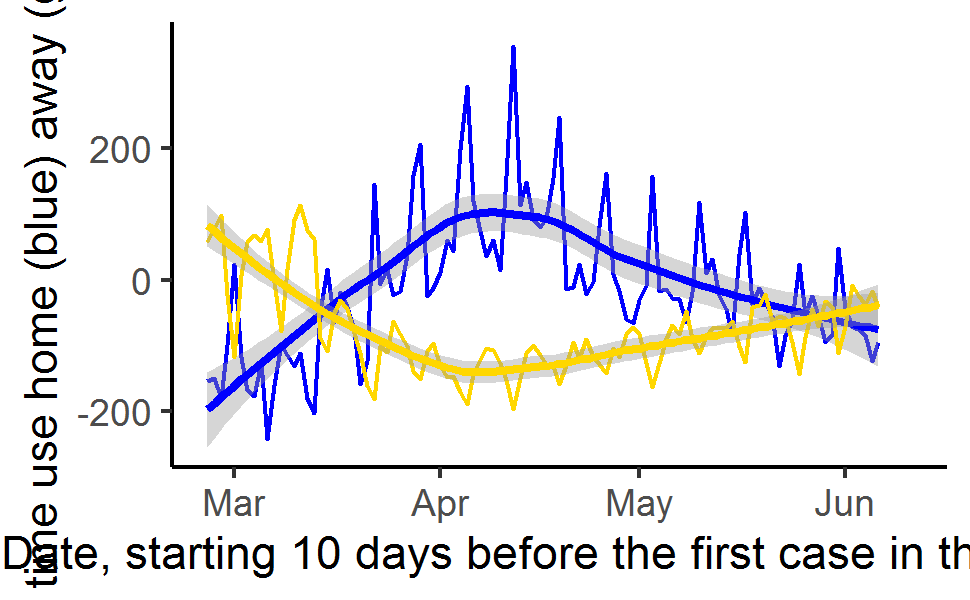 time use home (blue) away (
200
0
-200
Mar Apr May Jun
Date, starting 10 days before the first case in th